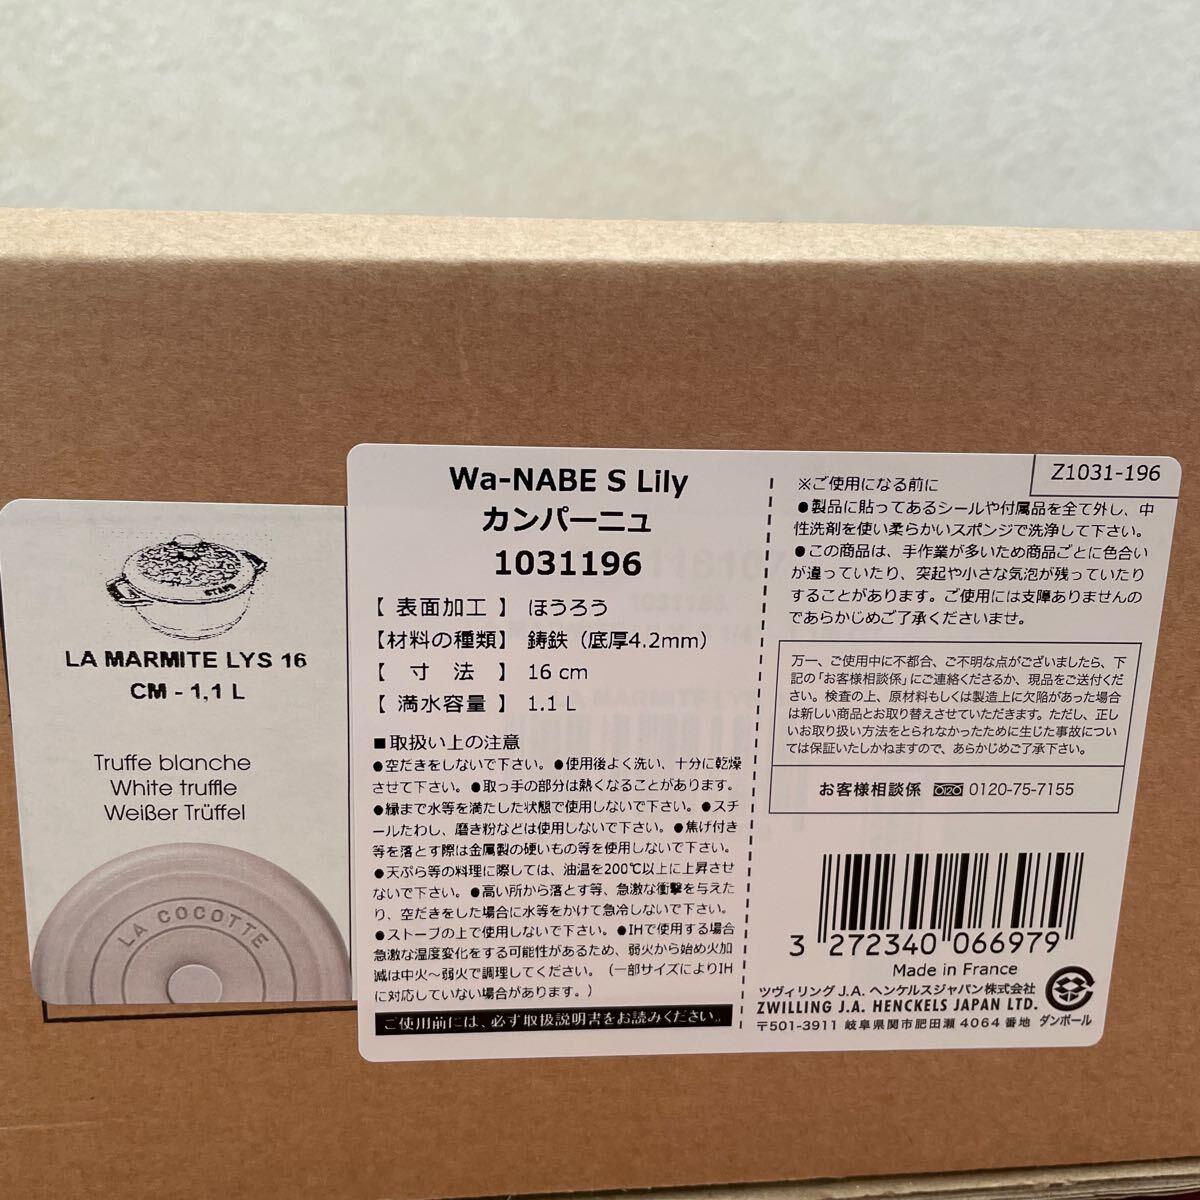 STAUB
LA MARMITE LYS 16
CM - 1,1 L
Truffe blanche
White truffle
Weißer Trüffel
LA COCOTTE
Wa-NABE S Lily
カンパーニュ
1031196
【 表面加工 】 ほうろう
【材料の種類】 鋳鉄（底厚4.2mm）
【 寸 法 】 16 cm
【 満水容量 】 1.1 L
■取扱い上の注意
●空だきをしないで下さい。●使用後よく洗い、十分に乾燥
させて下さい。●取っ手の部分は熱くなることがあります。
●縁まで水等を満たした状態で使用しないで下さい。●スチ
ールたわし、磨き粉などは使用しないで下さい。●焦げ付き
等を落とす際は金属製の硬いもの等を使用しないで下さい。
●天ぷら等の料理に際しては、油温を200℃以上に上昇させ
ないで下さい。●高い所から落とす等、急激な衝撃を与えた
り、空だきをした場合に水等をかけて急冷しないで下さい。
●ストーブの上で使用しないで下さい。●IHで使用する場合
急激な温度変化をする可能性があるため、弱火から始め火加
減は中火～弱火で調理してください。（一部サイズによりIH
に対応していない場合があります。）
ご使用前には、必ず取扱説明書をお読みください。
Z1031-196
※ご使用になる前に
●製品に貼ってあるシールや付属品を全て外し、中
性洗剤を使い柔らかいスポンジで洗浄して下さい。
●この商品は、手作業が多いため商品ごとに色合い
が違っていたり、突起や小さな気泡が残っていたり
することがあります。ご使用には支障ありませんの
であらかじめご了承くださいませ。
万一、ご使用中に不都合、ご不明な点がございましたら、下
記の「お客様相談係」にご連絡くださるか、現品をご送付くだ
さい。検査の上、原材料もしくは製造上に欠陥があった場合
は新しい商品とお取り替えさせていただきます。ただし、正し
いお取り扱い方法をとられなかったために生じた事故につい
ては保証いたしかねますので、あらかじめご了承下さい。
お客様相談係 0120-75-7155
3 272340 066979
Made in France
ツヴィリング J.A. ヘンケルスジャパン株式会社
ZWILLING J.A. HENCKELS JAPAN LTD.
〒501-3911 岐阜県関市肥田瀬 4064 番地
ダンボール